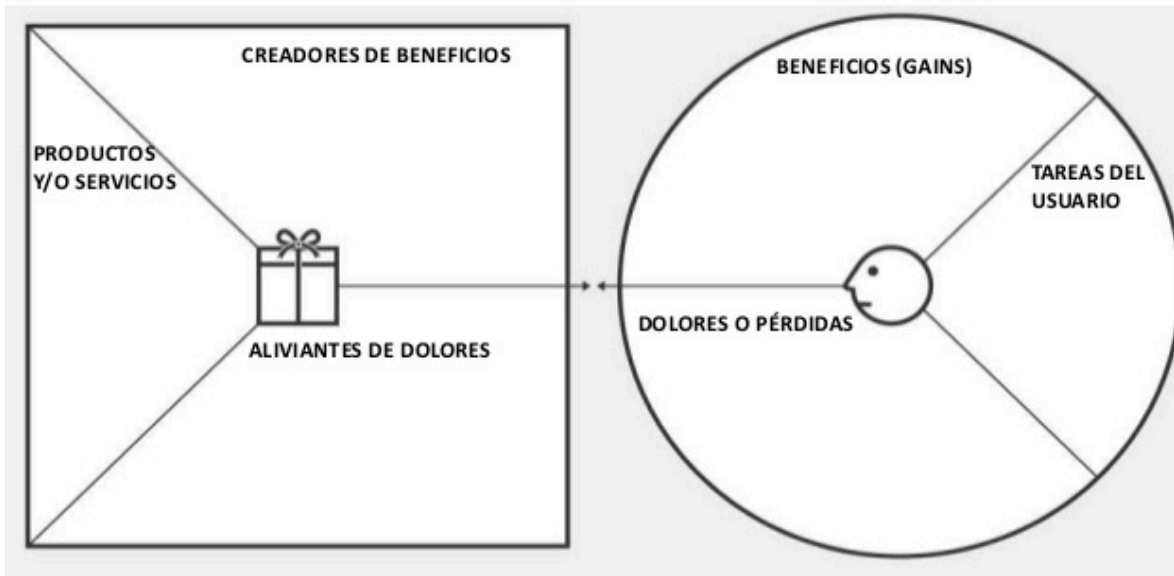 CREADORES DE BENEFICIOS
PRODUCTOS
Y/O SERVICIOS
ALIVIANTES DE DOLORES
BENEFICIOS (GAINS)
TAREAS DEL
USUARIO
DOLORES O PÉRDIDAS